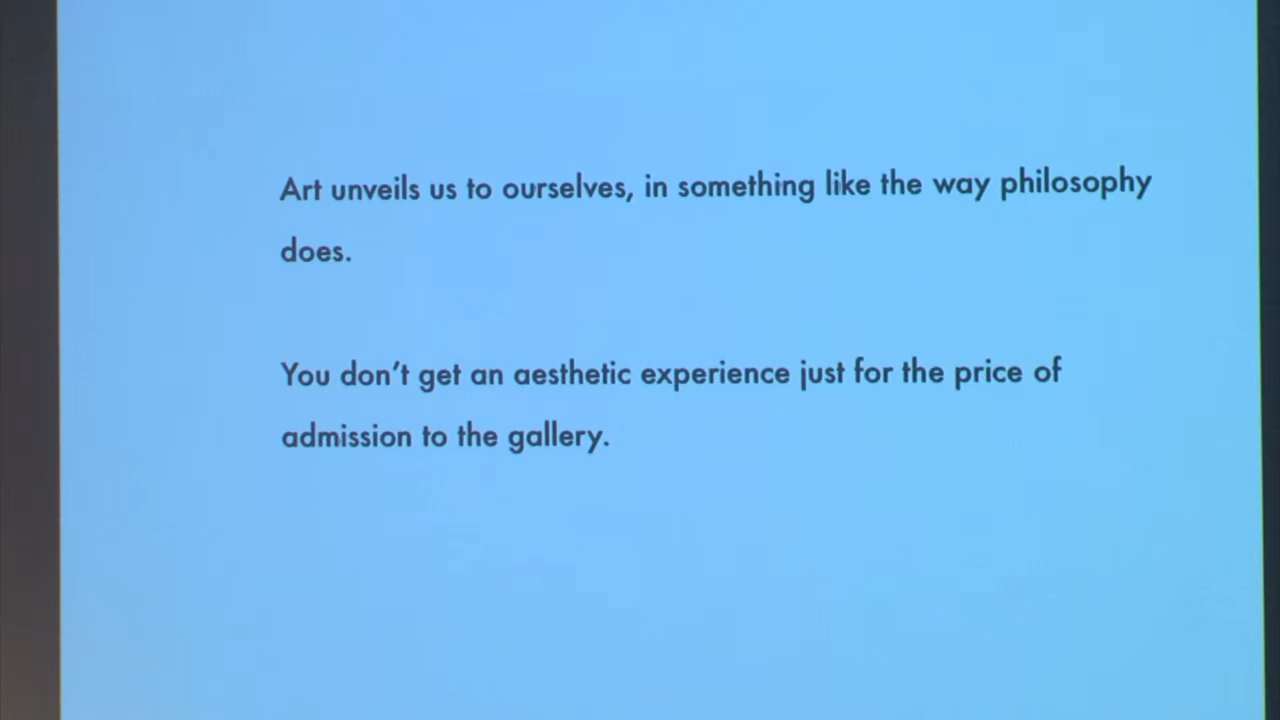 Art unveils us to ourselves, in something like the way philosophy
does.
You don't get an aesthetic experience just for the price of
admission to the gallery.